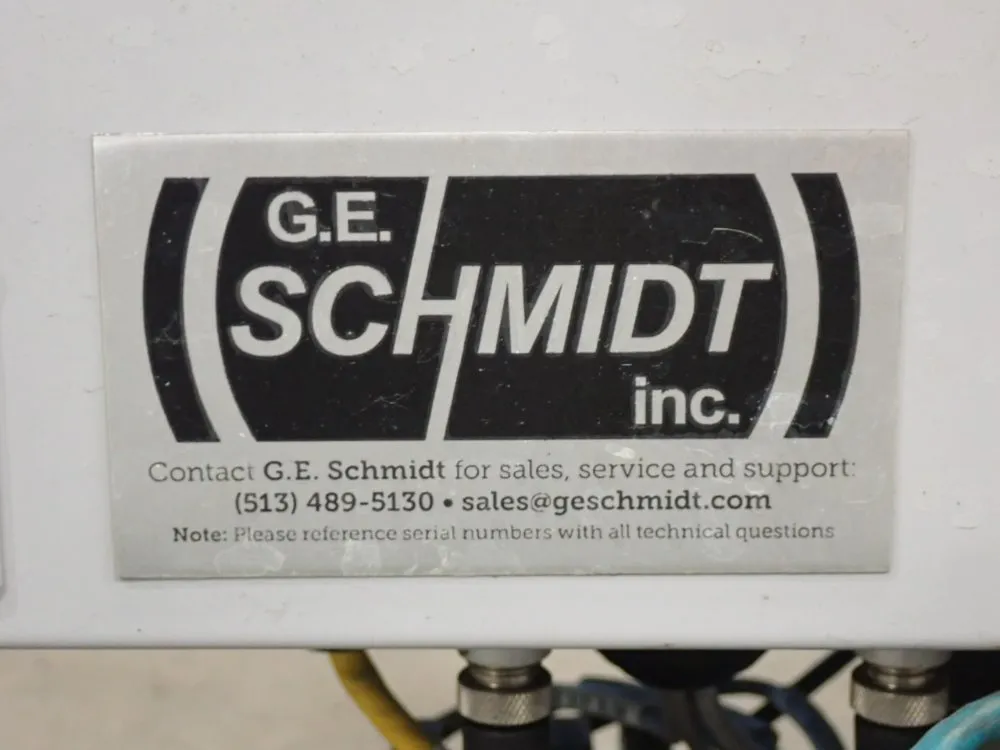 G.E.
SCHMIDT
inc.
Contact G.E. Schmidt for sales, service and support:
(513) 489-5130 • sales@geschmidt.com
Note: Please reference serial numbers with all technical questions